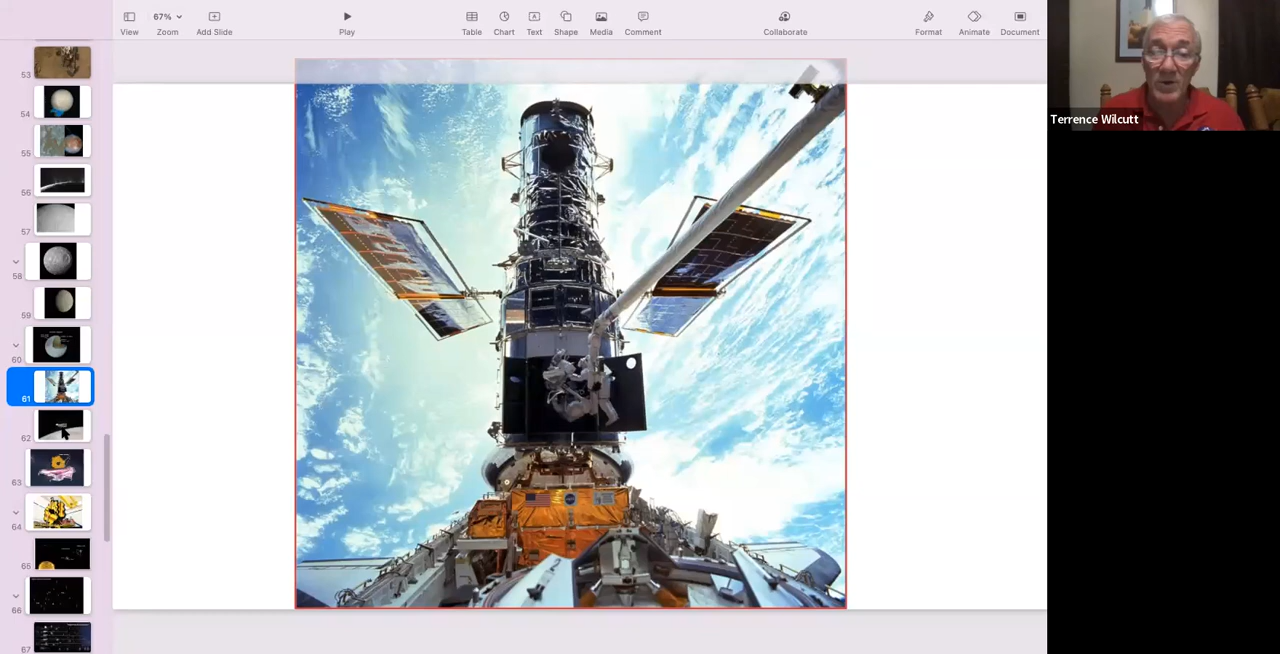 View
67%
Zoom
Add Slide
Play
Table
Chart
Text
Shape
Media
Comment
Collaborate
Format
Animate
Document
53
54
55
56
57
58
59
60
61
62
63
64
65
66
67
Terrence Wilcutt